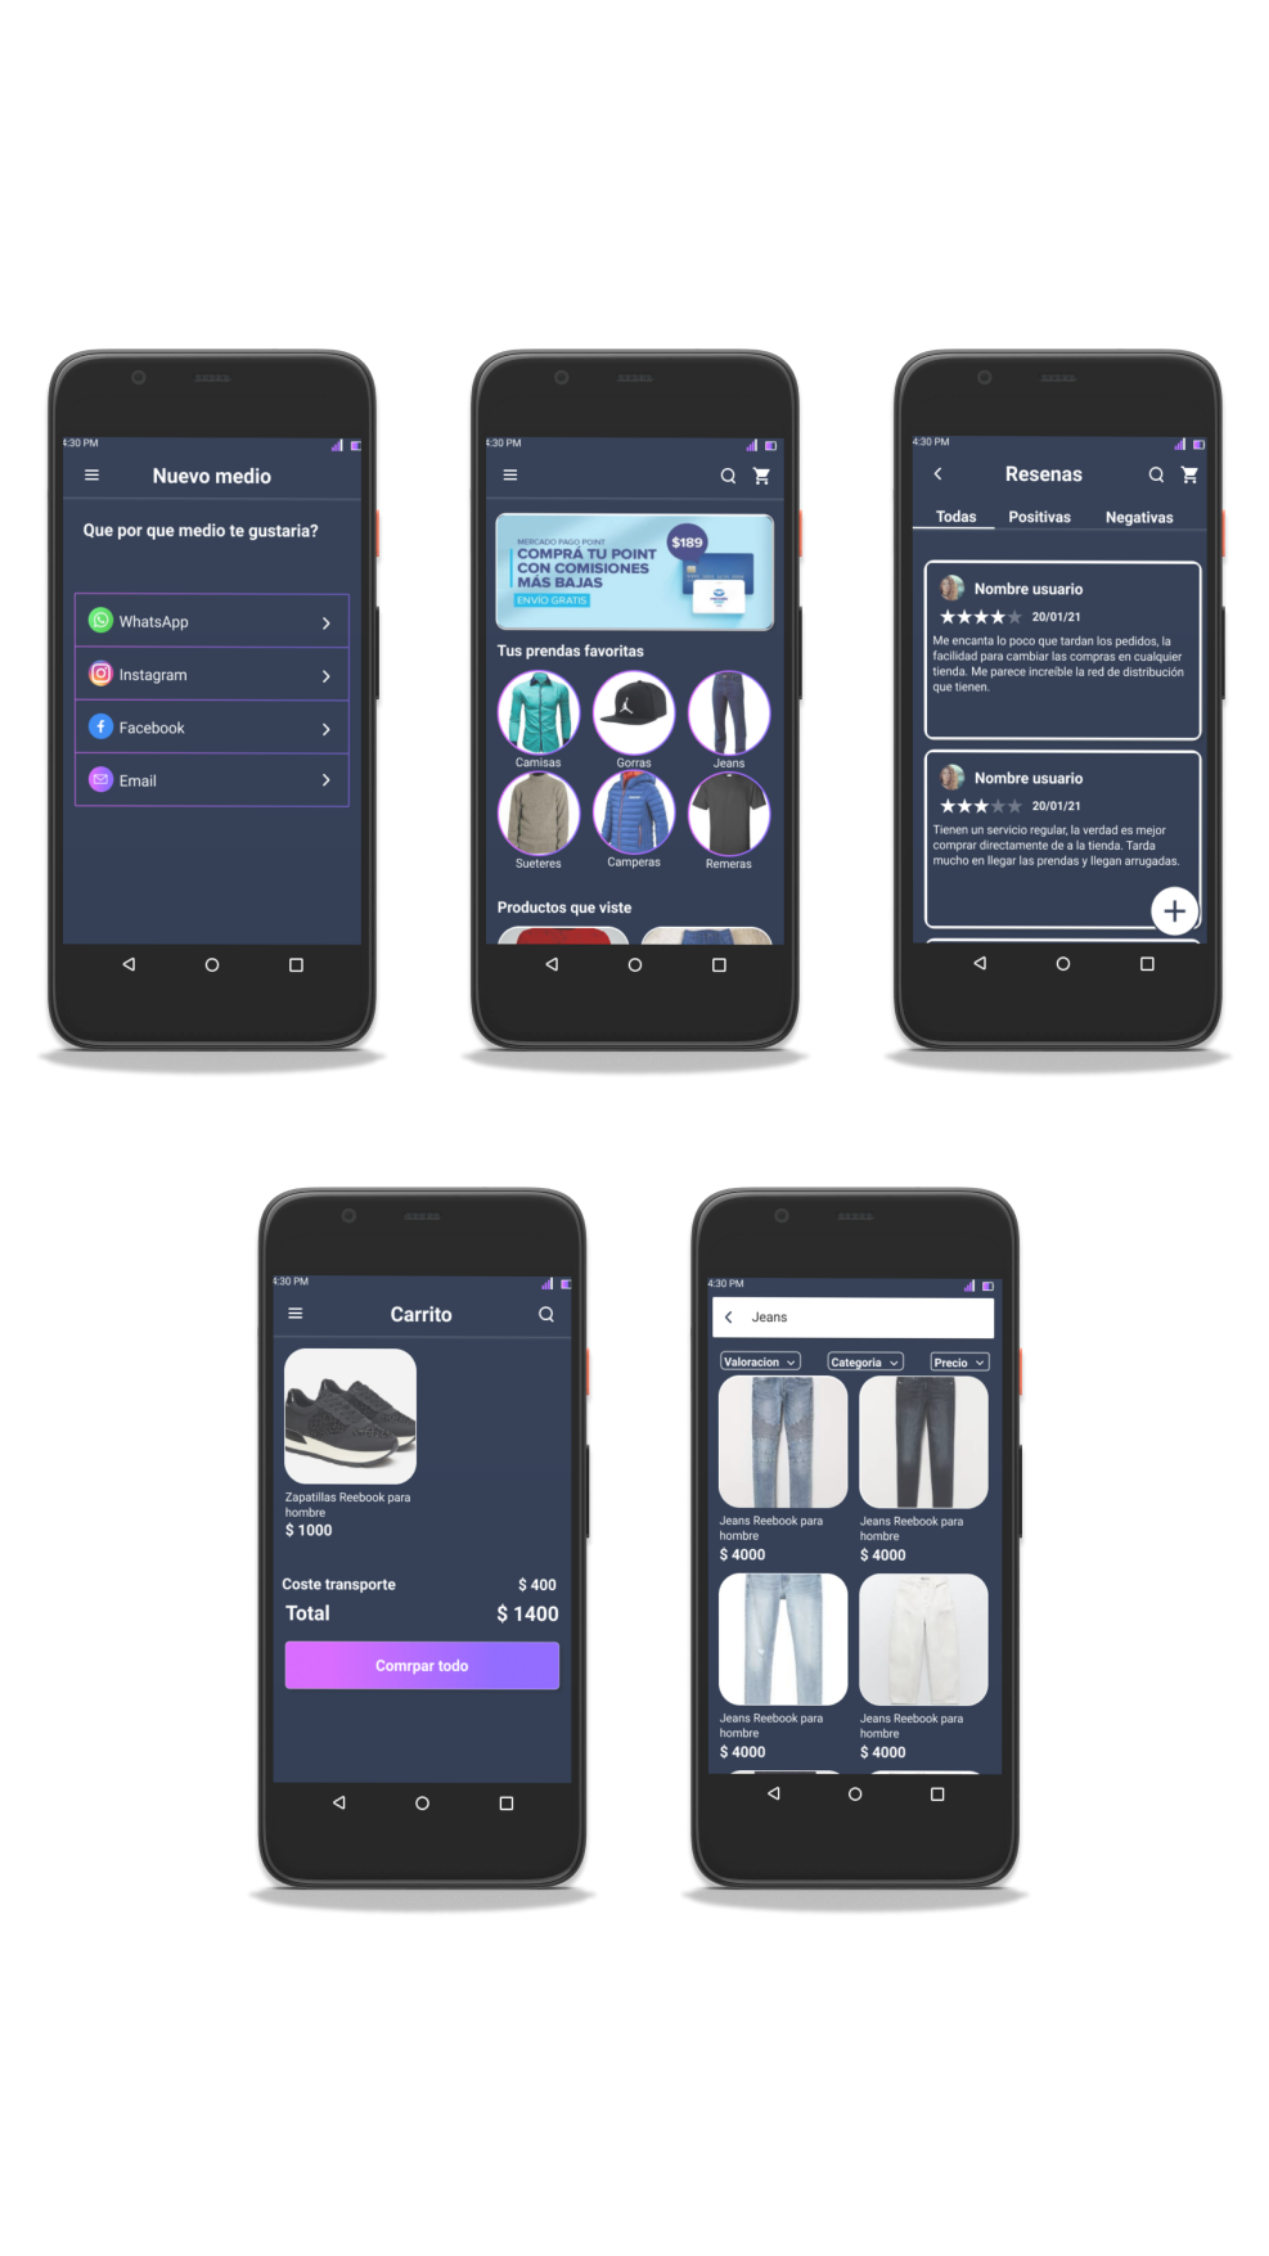 4:30 PM
Nuevo medio
Que por que medio te gustaria?
WhatsApp
Instagram
Facebook
Email
4:30 PM
MERCADO PAGO POINT
COMPRÁ TU POINT
CON COMISIONES
MÁS BAJAS
ENVÍO GRATIS
$189
Tus prendas favoritas
Camisas
Gorras
Jeans
Sueteres
Camperas
Remeras
Productos que viste
4:30 PM
Resenas
Todas Positivas Negativas
Nombre usuario
20/01/21
Me encanta lo poco que tardan los pedidos, la
facilidad para cambiar las compras en cualquier
tienda. Me parece increíble la red de distribución
que tienen.
Nombre usuario
20/01/21
Tienen un servicio regular, la verdad es mejor
comprar directamente de a la tienda. Tarda
mucho en llegar las prendas y llegan arrugadas.
4:30 PM
Carrito
Zapatillas Reebook para
hombre
$ 1000
Coste transporte $ 400
Total $ 1400
Comrpar todo
4:30 PM
Jeans
Valoracion Categoria Precio
Jeans Reebook para
hombre
$ 4000
Jeans Reebook para
hombre
$ 4000
Jeans Reebook para
hombre
$ 4000
Jeans Reebook para
hombre
$ 4000